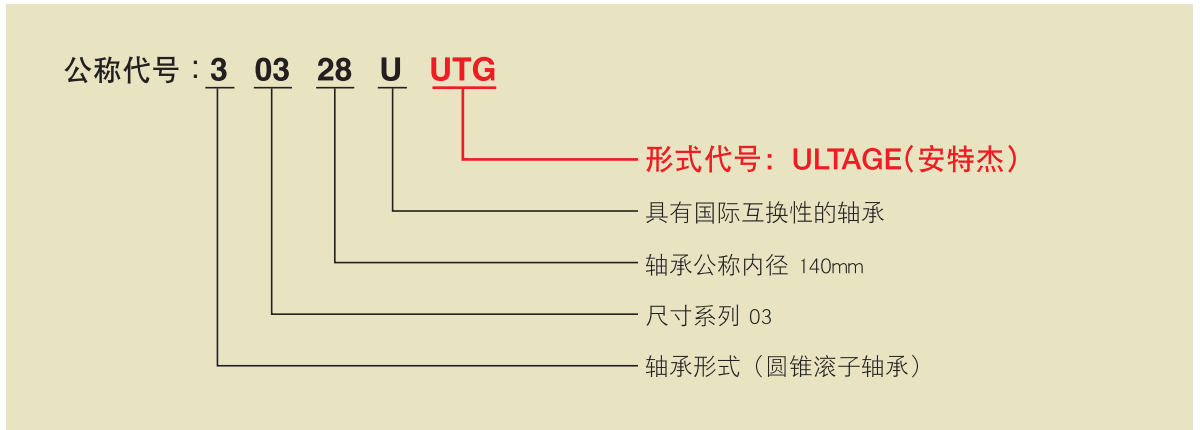 公称代号：3 03 28 U UTG
形式代号：ULTAGE（安特杰）
具有国际互换性的轴承
轴承公称内径 140mm
尺寸系列 03
轴承形式（圆锥滚子轴承）